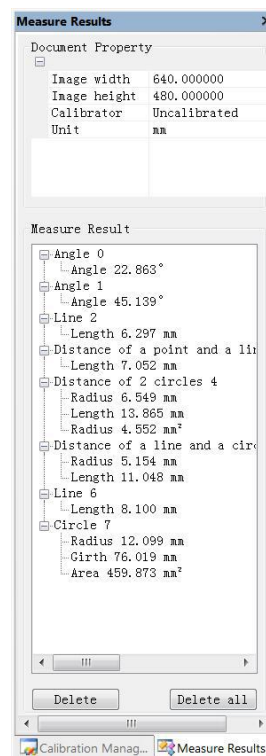 Measure Results
Document Property
Image width 640.000000
Image height 480.000000
Calibrator Uncalibrated
Unit mm
Measure Result
Angle 0
Angle 22.863°
Angle 1
Angle 45.139°
Line 2
Length 6.297 mm
Distance of a point and a lin
Length 7.052 mm
Distance of 2 circles 4
Radius 6.549 mm
Length 13.865 mm
Radius 4.552 mm²
Distance of a line and a circ
Radius 5.154 mm
Length 11.048 mm
Line 6
Length 8.100 mm
Circle 7
Radius 12.099 mm
Girth 76.019 mm
Area 459.873 mm²
Delete Delete all
Calibration Manag... Measure Results